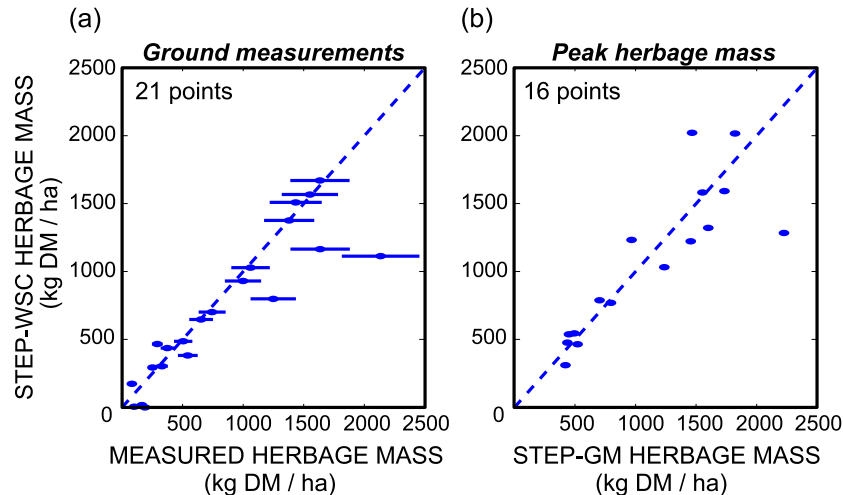 (a)
Ground measurements
21 points
STEP-WSC HERBAGE MASS
(kg DM / ha)
2500
2000
1500
1000
500
0
500 1000 1500 2000 2500
MEASURED HERBAGE MASS
(kg DM / ha)
(b)
Peak herbage mass
16 points
2500
2000
1500
1000
500
0
500 1000 1500 2000 2500
STEP-GM HERBAGE MASS
(kg DM / ha)